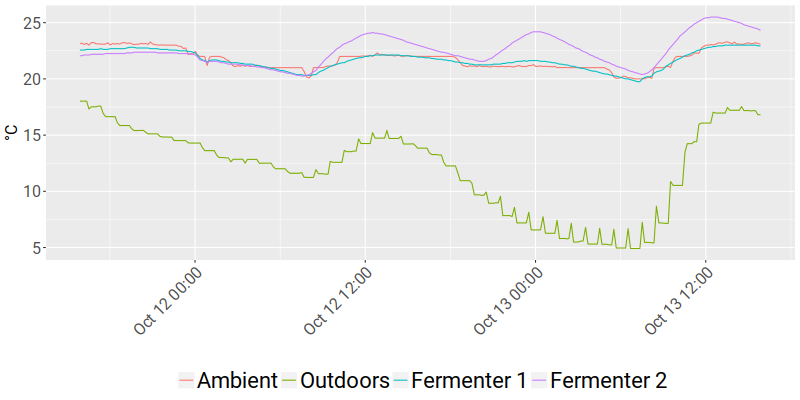 25
20
15
10
5
°C
Oct 12 00:00
Oct 12 12:00
Oct 13 00:00
Oct 13 12:00
Ambient Outdoors Fermenter 1 Fermenter 2